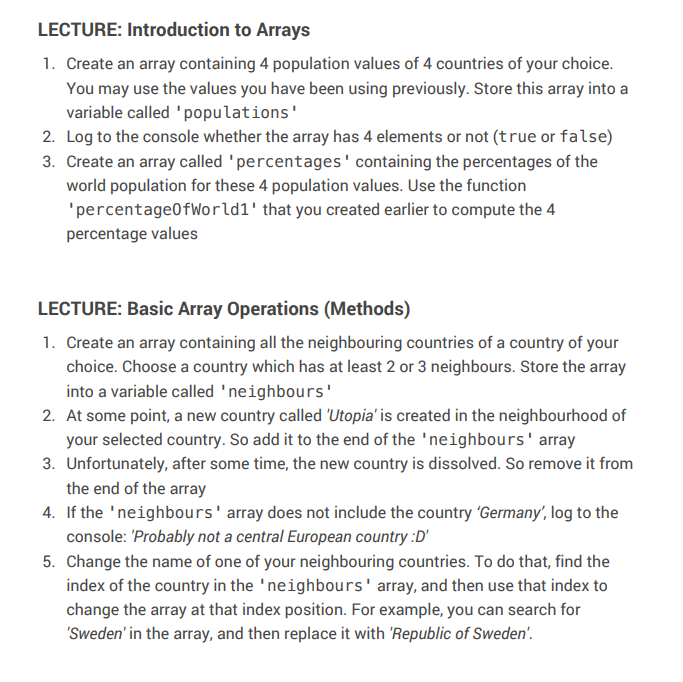 LECTURE: Introduction to Arrays
1. Create an array containing 4 population values of 4 countries of your choice.
You may use the values you have been using previously. Store this array into a
variable called 'populations'
2. Log to the console whether the array has 4 elements or not (true or false)
3. Create an array called 'percentages' containing the percentages of the
world population for these 4 population values. Use the function
'percentageOfWorld1' that you created earlier to compute the 4
percentage values
LECTURE: Basic Array Operations (Methods)
1. Create an array containing all the neighbouring countries of a country of your
choice. Choose a country which has at least 2 or 3 neighbours. Store the array
into a variable called 'neighbours'
2. At some point, a new country called 'Utopia' is created in the neighbourhood of
your selected country. So add it to the end of the 'neighbours' array
3. Unfortunately, after some time, the new country is dissolved. So remove it from
the end of the array
4. If the 'neighbours' array does not include the country ‘Germany’, log to the
console: 'Probably not a central European country :D'
5. Change the name of one of your neighbouring countries. To do that, find the
index of the country in the 'neighbours' array, and then use that index to
change the array at that index position. For example, you can search for
'Sweden' in the array, and then replace it with 'Republic of Sweden'.